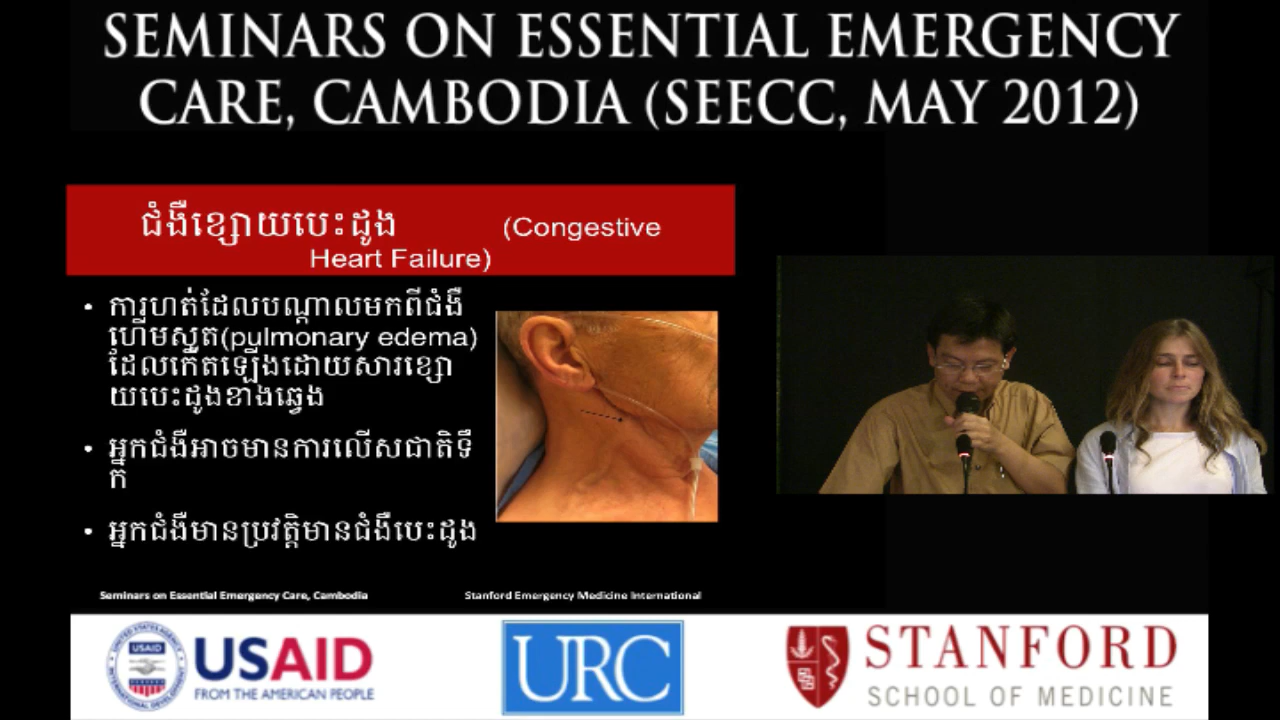 SEMINARS ON ESSENTIAL EMERGENCY
CARE, CAMBODIA (SEECC, MAY 2012)
ជំងឺខ្សោយបេះដូង (Congestive
Heart Failure)
• ការហត់ដែលបណ្តាលមកពីជំងឺ
ហើមសួត(pulmonary edema)
ដែលកើតឡើងដោយសារខ្សោ
យបេះដូងខាងឆ្វេង
• អ្នកជំងឺអាចមានការលើសជាតិទឹ
ក
• អ្នកជំងឺមានប្រវត្តិមានជំងឺបេះដូង
Seminars on Essential Emergency Care, Cambodia
Stanford Emergency Medicine International
USAID
USAID
FROM THE AMERICAN PEOPLE
URC
STANFORD
SCHOOL OF MEDICINE